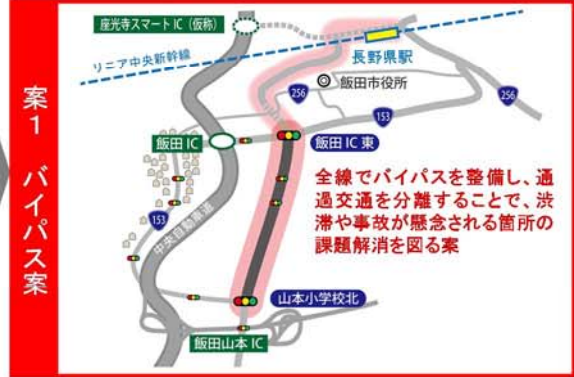 案1 バイパス案
座光寺スマートIC（仮称）
リニア中央新幹線
長野県駅
飯田市役所
256
256
153
飯田IC
飯田IC東
153
中央自動車道
全線でバイパスを整備し、通
過交通を分離することで、渋
滞や事故が懸念される箇所の
課題解消を図る案
山本小学校北
飯田山本IC